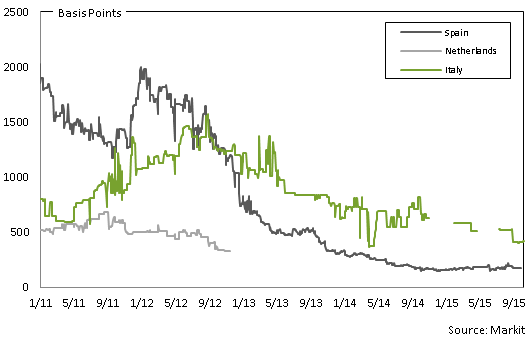 Basis Points
2500
2000
1500
1000
500
0
Spain
Netherlands
Italy
1/11 5/11 9/11 1/12 5/12 9/12 1/13 5/13 9/13 1/14 5/14 9/14 1/15 5/15 9/15
Source: Markit